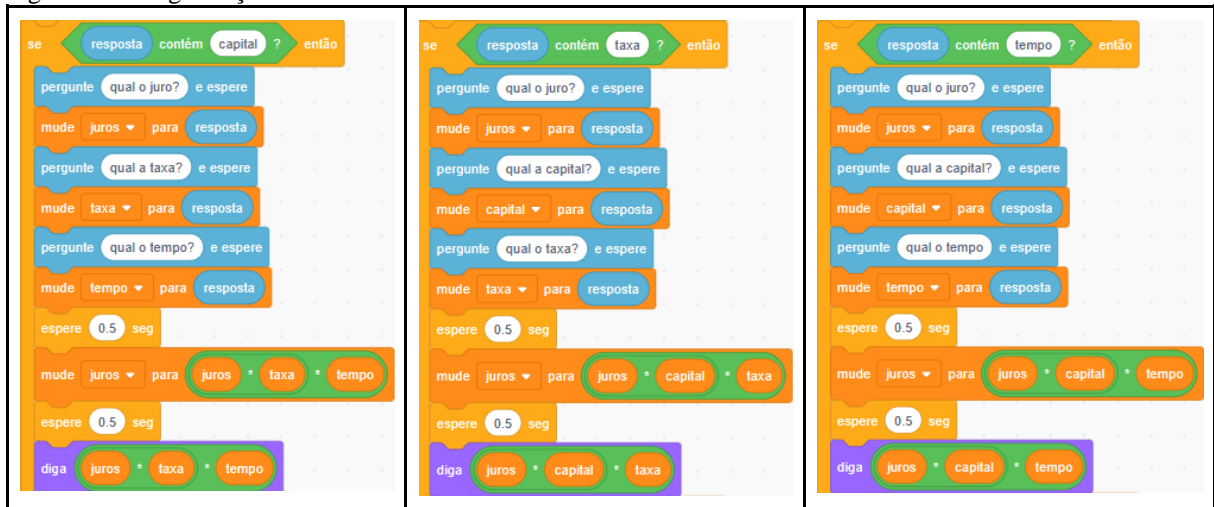 se resposta contém capital ? então
pergunte qual o juro? e espere
mude juros para resposta
pergunte qual a taxa? e espere
mude taxa para resposta
pergunte qual o tempo? e espere
mude tempo para resposta
espere 0.5 seg
mude juros para juros * taxa * tempo
espere 0.5 seg
diga juros * taxa * tempo
se resposta contém taxa ? então
pergunte qual o juro? e espere
mude juros para resposta
pergunte qual a capital? e espere
mude capital para resposta
pergunte qual o taxa? e espere
mude taxa para resposta
espere 0.5 seg
mude juros para juros * capital * taxa
espere 0.5 seg
diga juros * capital * taxa
se resposta contém tempo ? então
pergunte qual o juro? e espere
mude juros para resposta
pergunte qual a capital? e espere
mude capital para resposta
pergunte qual o tempo e espere
mude tempo para resposta
espere 0.5 seg
mude juros para juros * capital * tempo
espere 0.5 seg
diga juros * capital * tempo